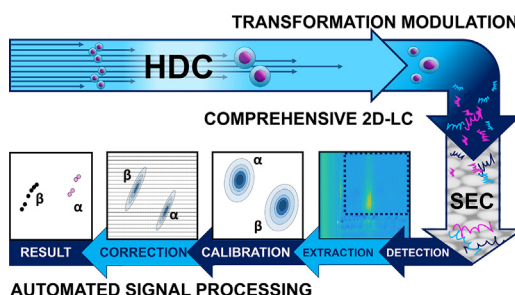 TRANSFORMATION MODULATION
HDC
COMPREHENSIVE 2D-LC
SEC
β
α
β
α
α
β
RESULT
CORRECTION
CALIBRATION
EXTRACTION
DETECTION
AUTOMATED SIGNAL PROCESSING